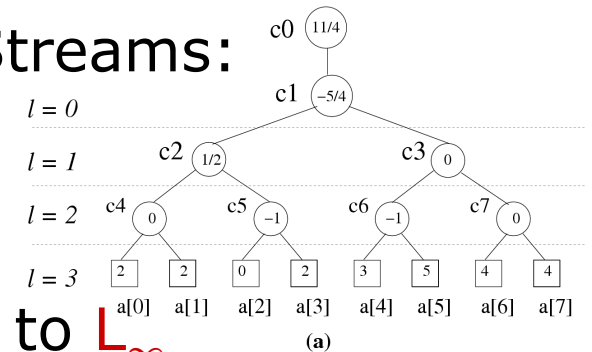 c0 11/4
Streams:
c1 −5/4
l = 0
l = 1 c2 1/2 c3 0
l = 2 c4 0 c5 −1 c6 −1 c7 0
l = 3 2 2 0 2 3 5 4 4
a[0] a[1] a[2] a[3] a[4] a[5] a[6] a[7]
to L
(a)